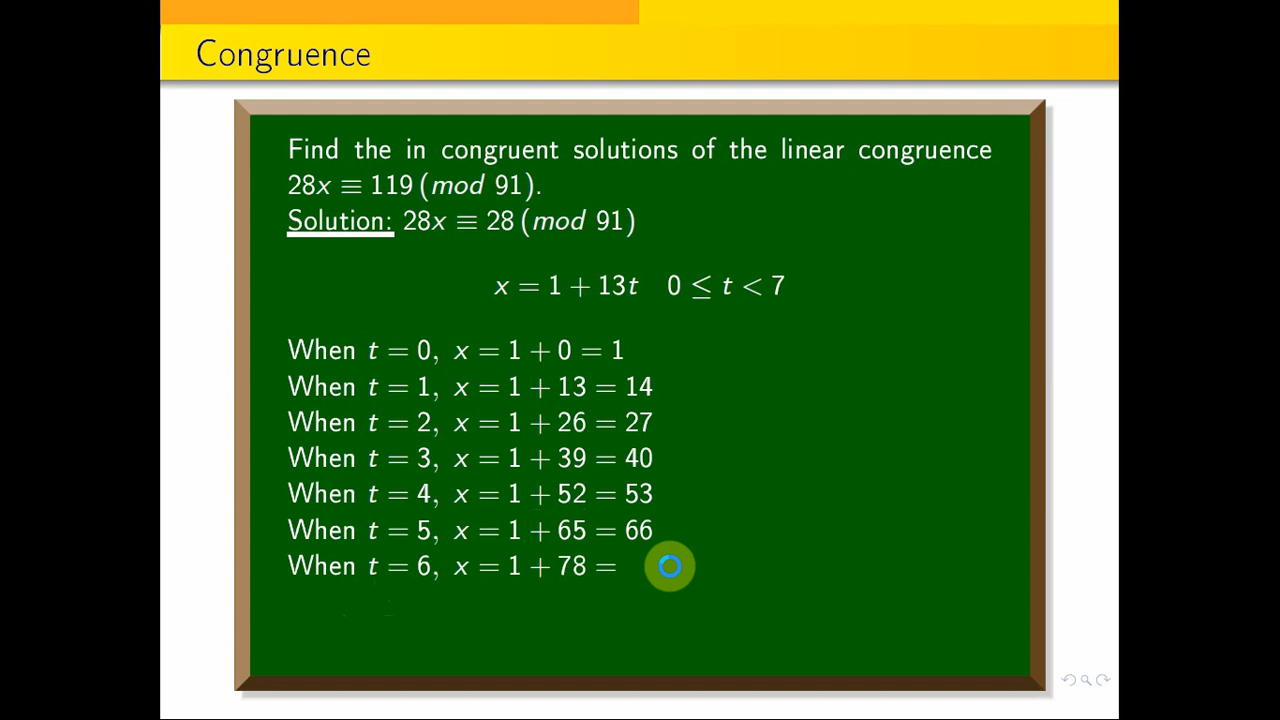 Congruence
Find the in congruent solutions of the linear congruence
28x ≡ 119 (mod 91).
Solution: 28x ≡ 28 (mod 91)
x = 1 + 13t 0 ≤ t < 7
When t = 0, x = 1 + 0 = 1
When t = 1, x = 1 + 13 = 14
When t = 2, x = 1 + 26 = 27
When t = 3, x = 1 + 39 = 40
When t = 4, x = 1 + 52 = 53
When t = 5, x = 1 + 65 = 66
When t = 6, x = 1 + 78 =